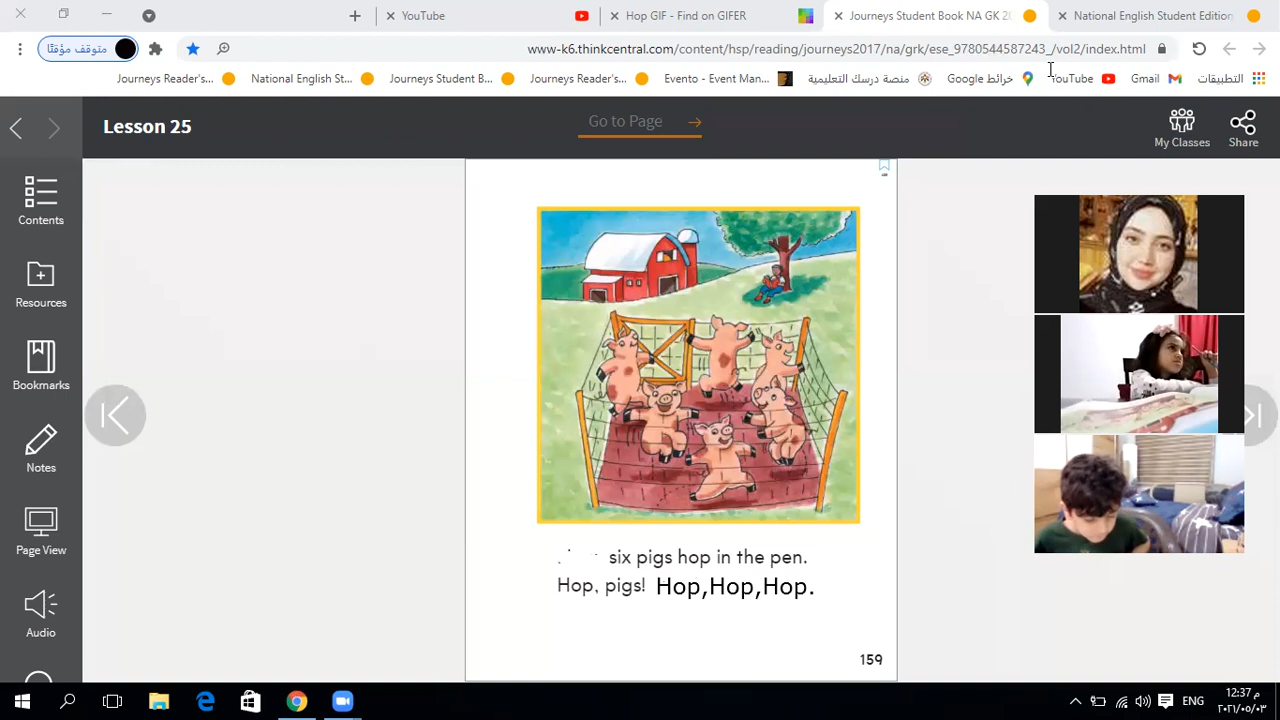 YouTube
Hop GIF - Find on GIFER
Journeys Student Book NA GK 2
National English Student Edition
متوقف مؤقتًا
www-k6.thinkcentral.com/content/hsp/reading/journeys2017/na/grk/ese_9780544587243_/vol2/index.html
Journeys Reader's...
National English St...
Journeys Student B...
Journeys Reader's...
Evento - Event Man...
منصة درسك التعليمية
خرائط Google
YouTube
Gmail
التطبيقات
Lesson 25
Go to Page
My Classes
Share
Contents
Resources
Bookmarks
Notes
Page View
Audio
six pigs hop in the pen.
Hop, pigs! Hop,Hop,Hop.
159
ENG
12:37 م
٢٠٢١/٠٥/٠٣